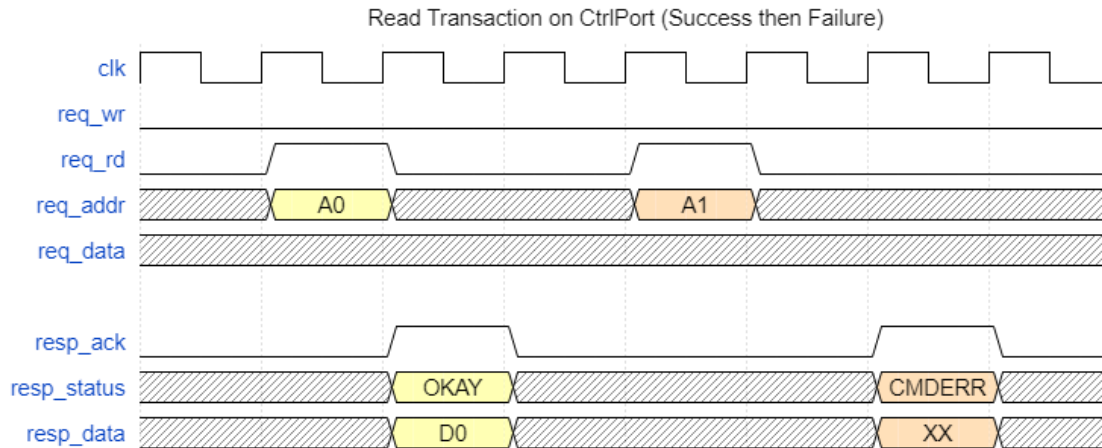 Read Transaction on CtrlPort (Success then Failure)
clk
req_wr
req_rd
req_addr A0 A1
req_data
resp_ack
resp_status OKAY CMDERR
resp_data D0 XX